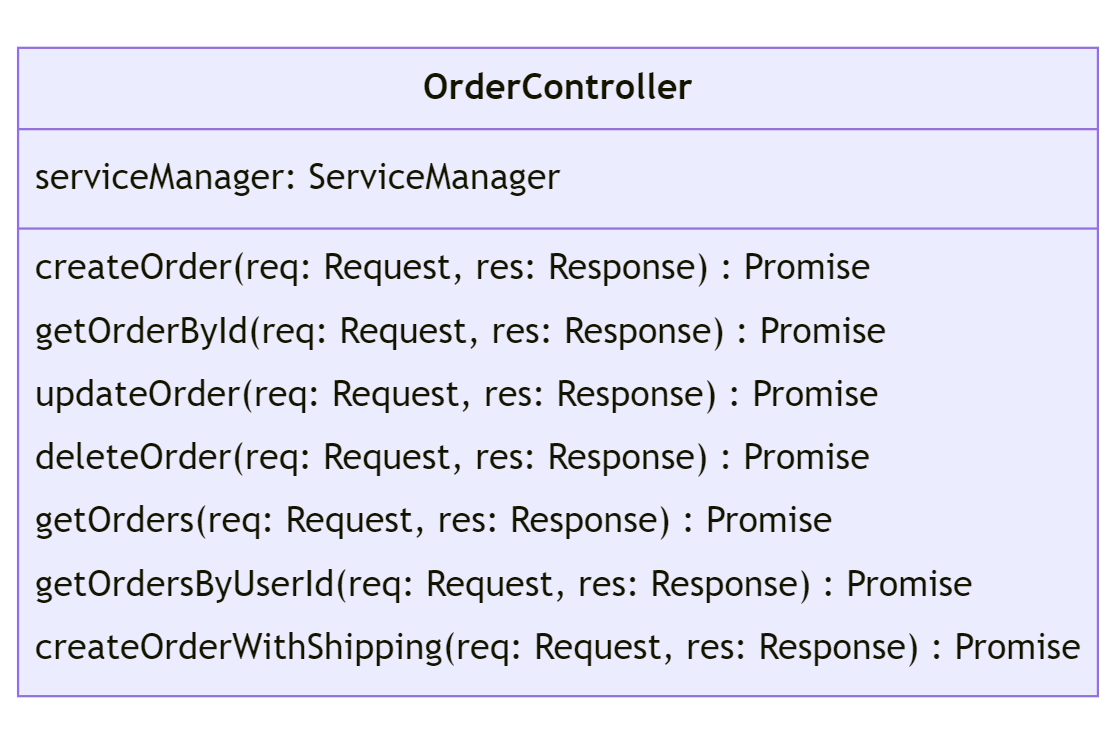 OrderController
serviceManager: ServiceManager
createOrder(req: Request, res: Response) : Promise
getOrderById(req: Request, res: Response) : Promise
updateOrder(req: Request, res: Response) : Promise
deleteOrder(req: Request, res: Response) : Promise
getOrders(req: Request, res: Response) : Promise
getOrdersByUserId(req: Request, res: Response) : Promise
createOrderWithShipping(req: Request, res: Response) : Promise